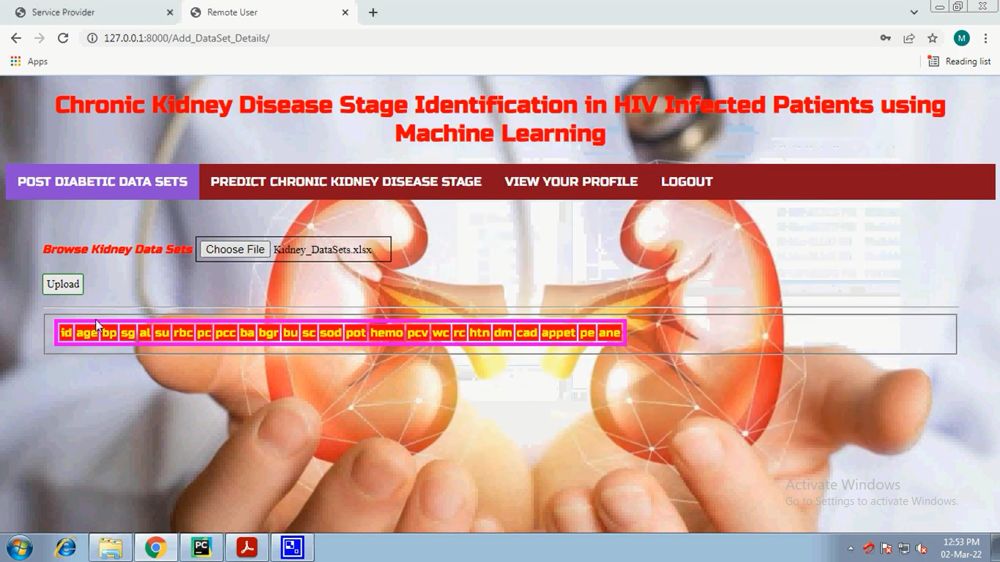 Service Provider
Remote User
127.0.0.1:8000/Add_DataSet_Details/
M
Apps
Reading list
Chronic Kidney Disease Stage Identification in HIV Infected Patients using
Machine Learning
POST DIABETIC DATA SETS PREDICT CHRONIC KIDNEY DISEASE STAGE VIEW YOUR PROFILE LOGOUT
Browse Kidney Data Sets Choose File Kidney_DataSets.xlsx
Upload
id age bp sg al su rbc pc pcc ba bgr bu sc sod pot hemo pcv wc rc htn dm cad appet pe ane
Activate Windows
Go to Settings to activate Windows.
PC
12:53 PM
02-Mar-22